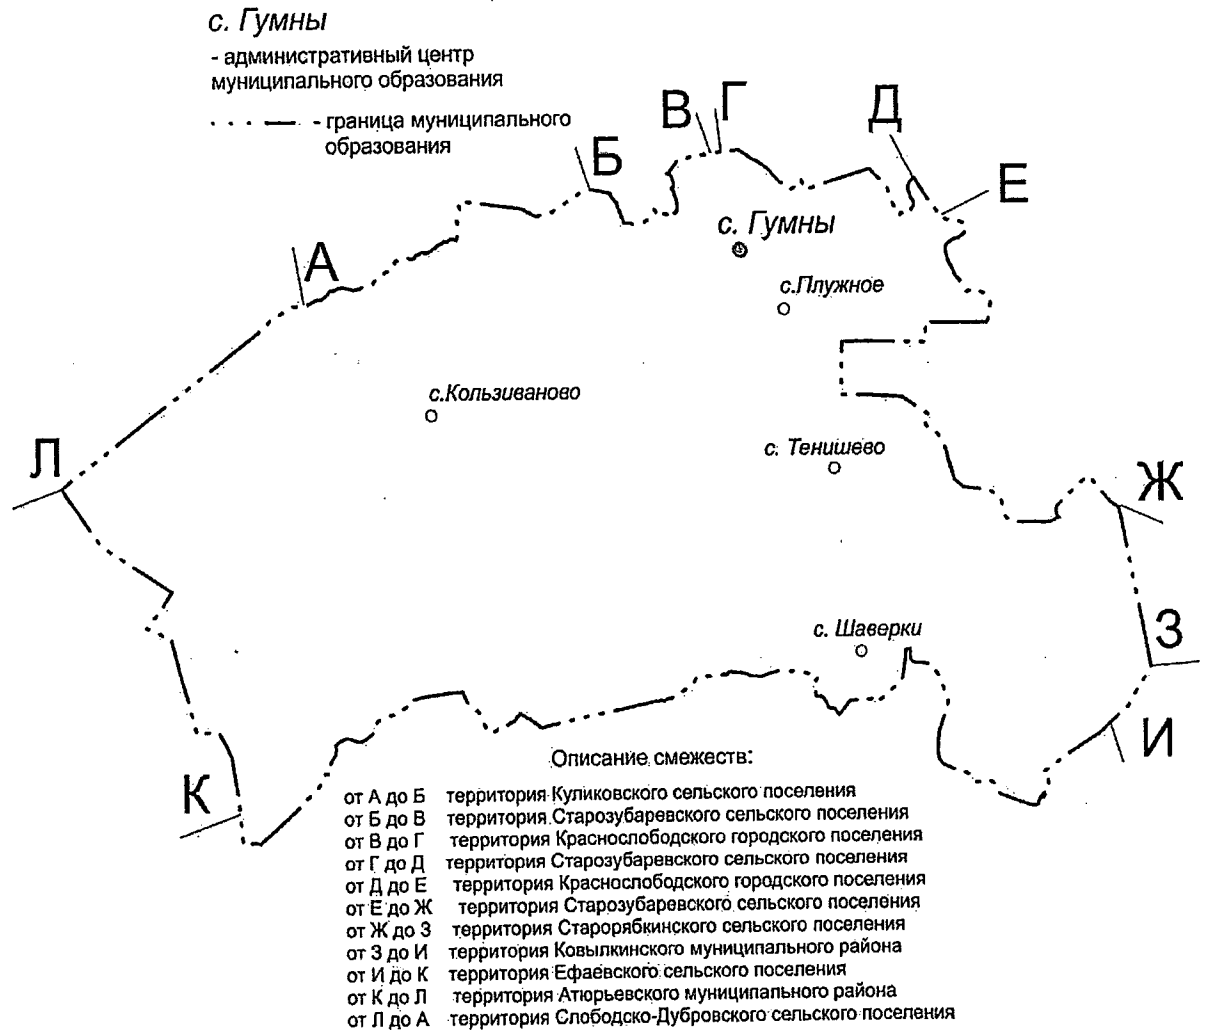 с. Гумны
- административный центр
муниципального образования
- граница муниципального
образования
А
Б
В
Г
Д
Е
с. Гумны
с.Плужное
с.Кользиваново
с. Тенишево
Л
Ж
с. Шаверки
З
И
К
Описание смежеств:
от А до Б территория Куликовского сельского поселения
от Б до В территория Старозубаревского сельского поселения
от В до Г территория Краснослободского городского поселения
от Г до Д территория Старозубаревского сельского поселения
от Д до Е территория Краснослободского городского поселения
от Е до Ж территория Старозубаревского сельского поселения
от Ж до З территория Старорябкинского сельского поселения
от З до И территория Ковылкинского муниципального района
от И до К территория Ефаевского сельского поселения
от К до Л территория Атюрьевского муниципального района
от Л до А территория Слободско-Дубровского сельского поселения